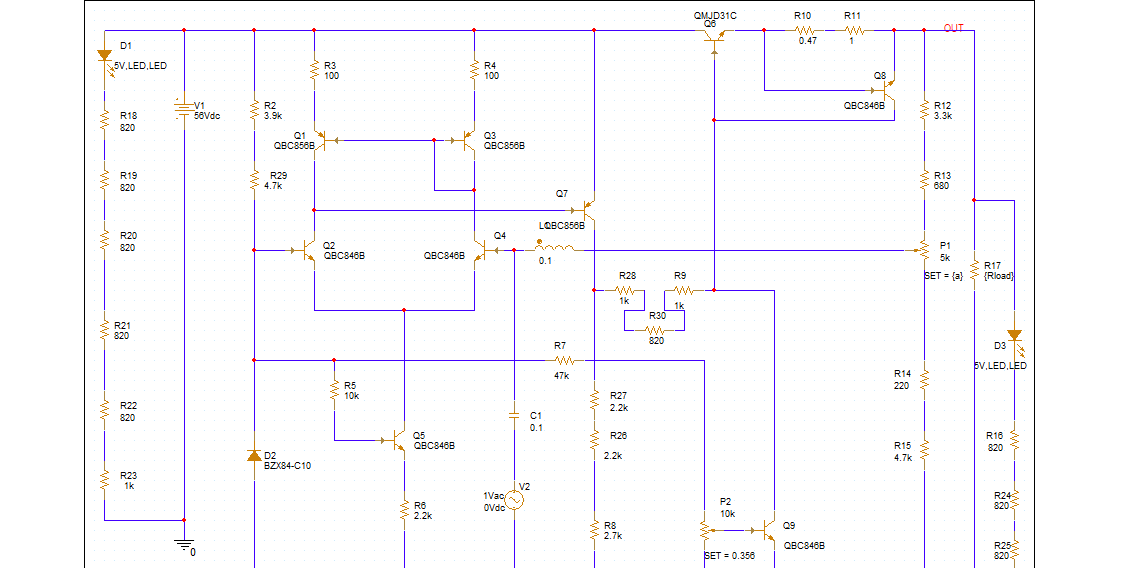 QMJD31C
Q6
R10
R11
0.47
1
OUT
D1
5V,LED,LED
R3
100
R4
100
Q8
QBC846B
V1
56Vdc
R2
3.9k
R12
3.3k
R18
820
Q1
QBC856B
Q3
QBC856B
R29
4.7k
R13
680
R19
820
Q7
QBC856B
R20
820
Q2
QBC846B
Q4
QBC846B
0.1
P1
5k
SET = {a}
R17
{Rload}
R28
1k
R9
1k
R30
820
R21
820
R7
47k
D3
5V,LED,LED
R5
10k
R27
2.2k
R14
220
R22
820
C1
0.1
Q5
QBC846B
R26
2.2k
R15
4.7k
R16
820
D2
BZX84-C10
R23
1k
R6
2.2k
V2
1Vac
0Vdc
P2
10k
SET = 0.356
R24
820
R8
2.7k
Q9
QBC846B
R25
820
0